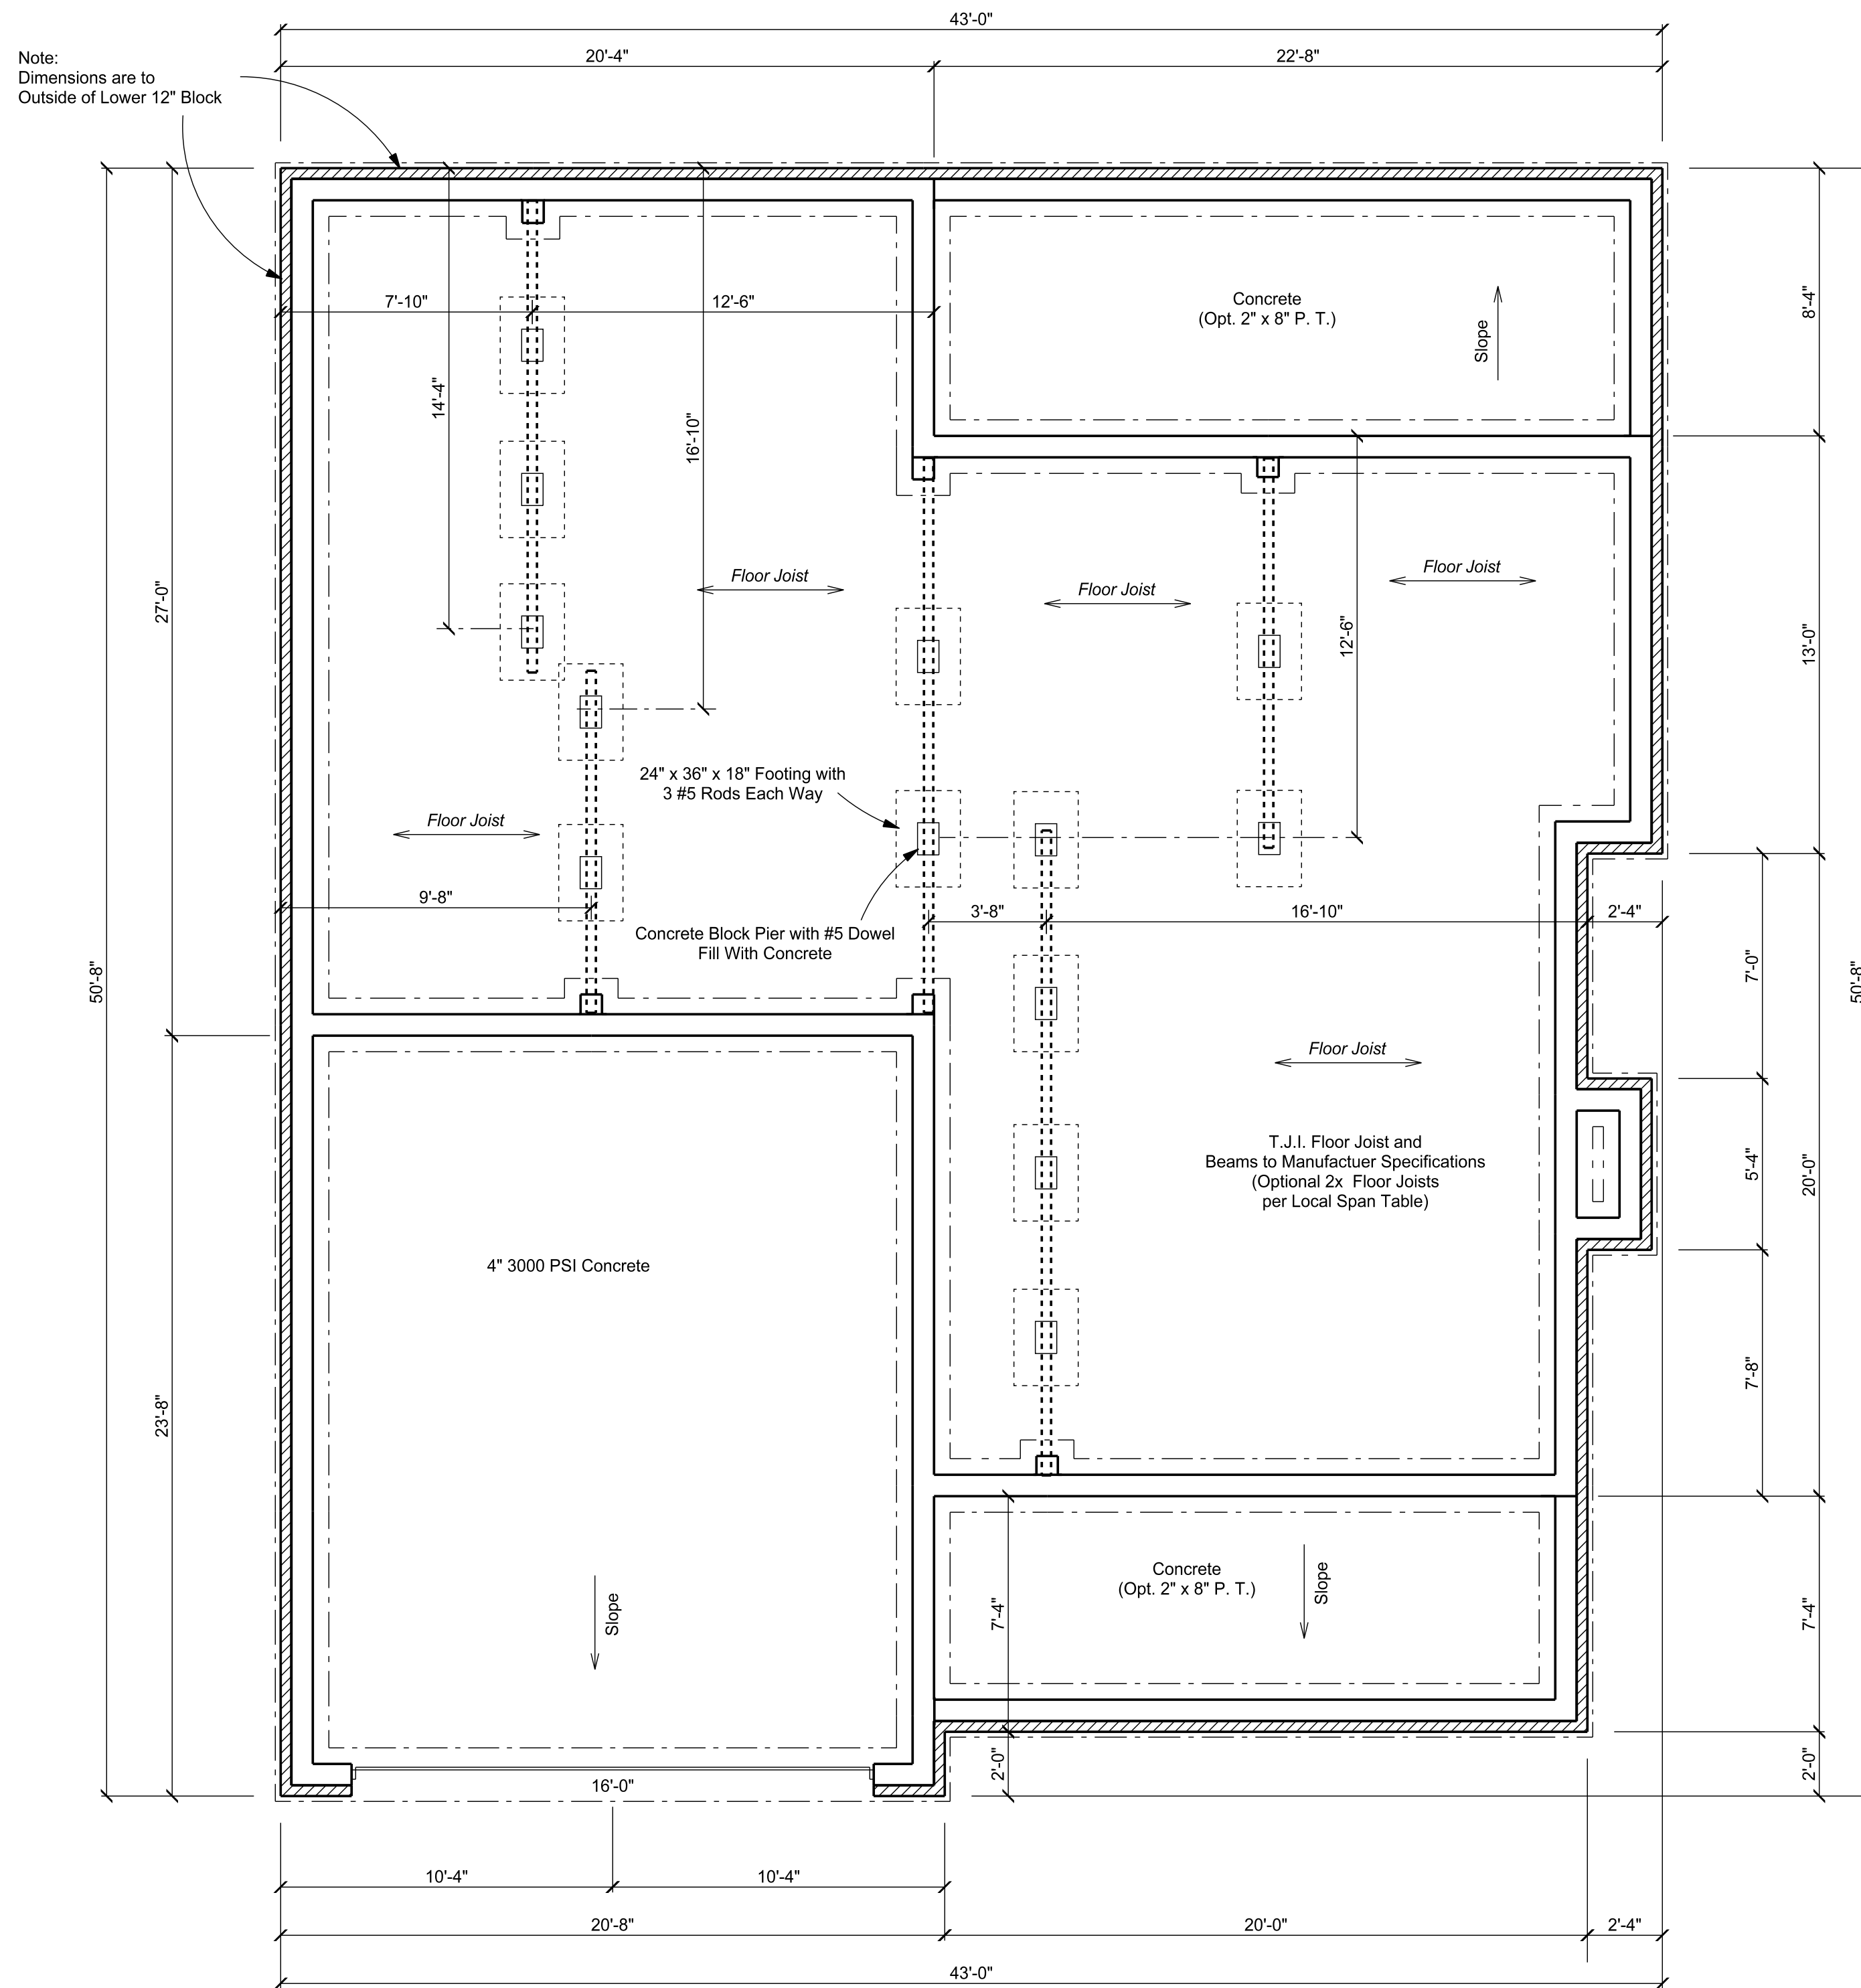 43'-0"
20'-4"
22'-8"
Note:
Dimensions are to
Outside of Lower 12" Block
7'-10"
12'-6"
14'-4"
16'-10"
Concrete
(Opt. 2" x 8" P. T.)
Slope
8'-4"
27'-0"
Floor Joist
Floor Joist
Floor Joist
12'-6"
13'-0"
24" x 36" x 18" Footing with
3 #5 Rods Each Way
Floor Joist
9'-8"
Concrete Block Pier with #5 Dowel
Fill With Concrete
3'-8"
16'-10"
2'-4"
50'-8"
7'-0"
50'-8"
Floor Joist
T.J.I. Floor Joist and
Beams to Manufactuer Specifications
(Optional 2x Floor Joists
per Local Span Table)
5'-4"
20'-0"
4" 3000 PSI Concrete
23'-8"
7'-8"
Concrete
(Opt. 2" x 8" P. T.)
Slope
Slope
7'-4"
7'-4"
2'-0"
2'-0"
16'-0"
10'-4"
10'-4"
20'-8"
20'-0"
2'-4"
43'-0"